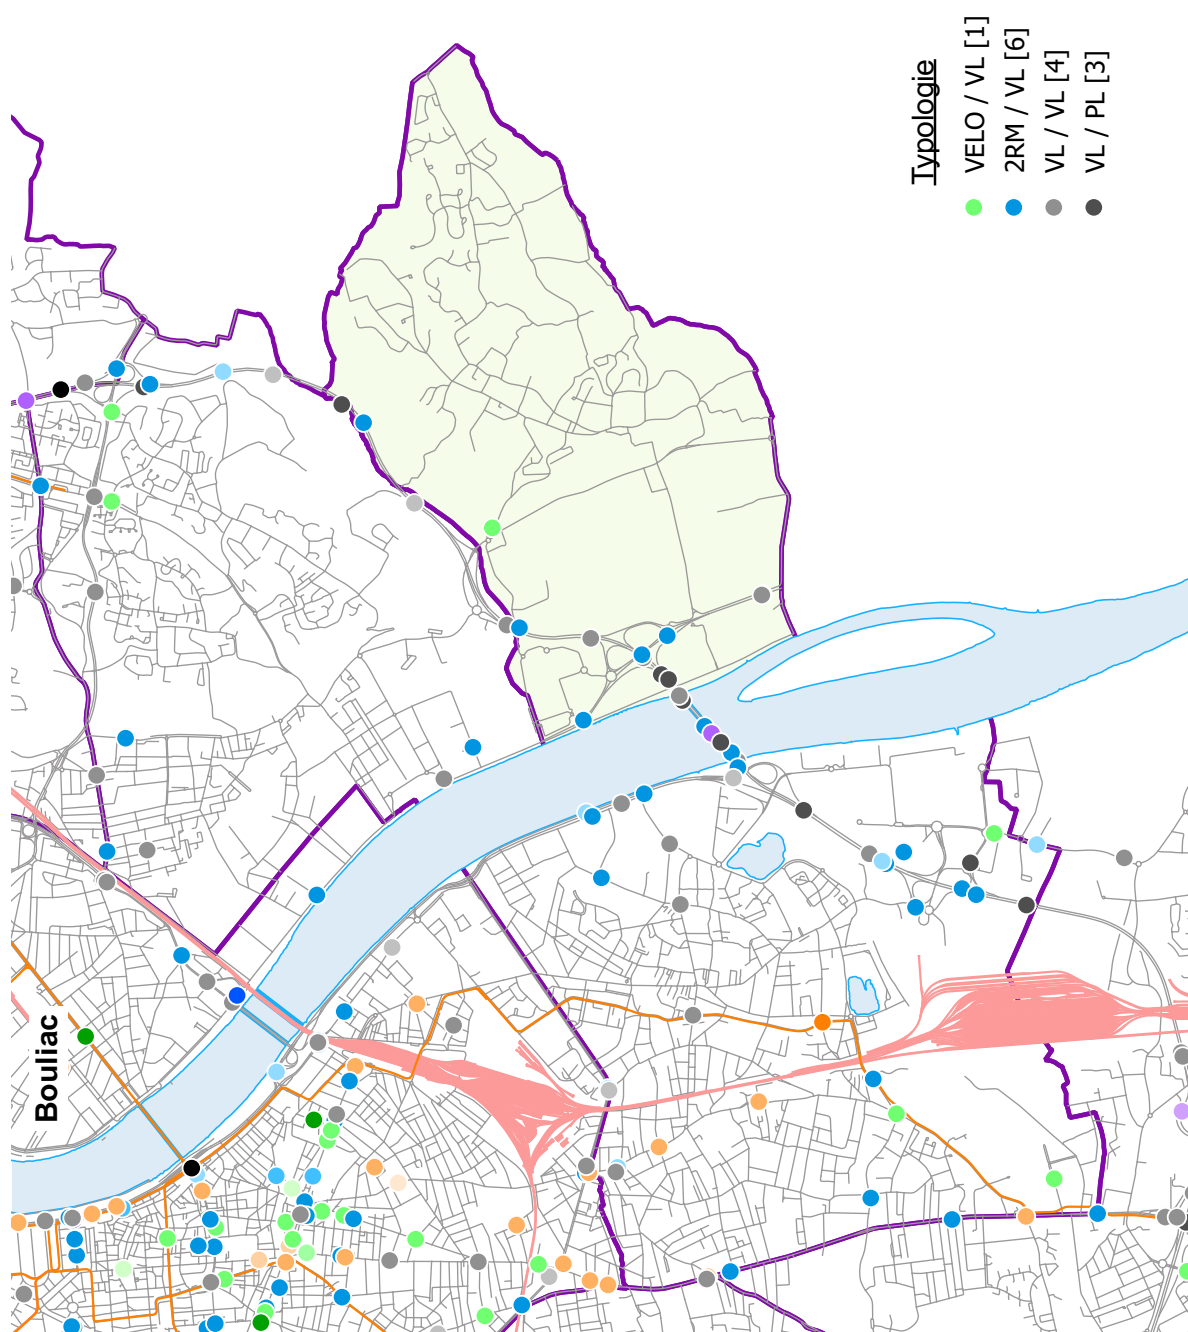 Bouliac
Typologie
VELO / VL [1]
2RM / VL [6]
VL / VL [4]
VL / PL [3]